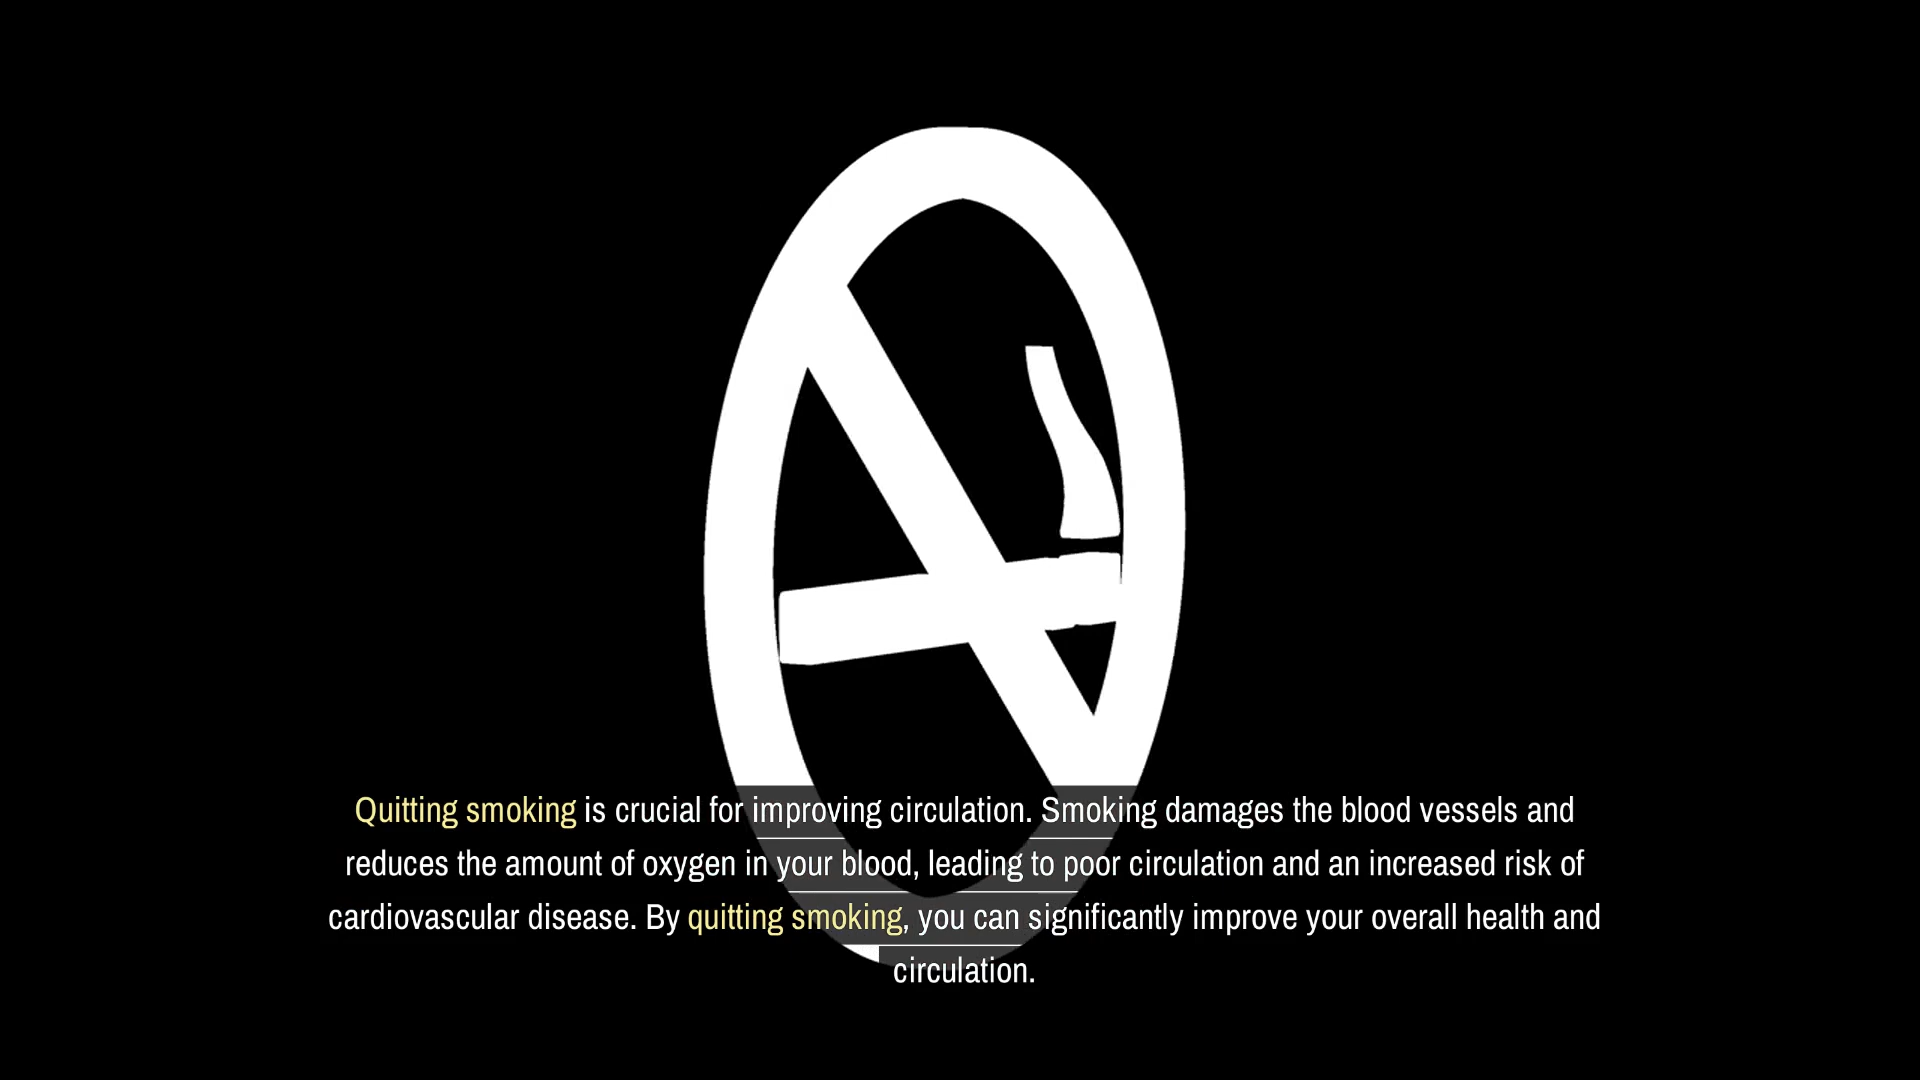 Quitting smoking is crucial for improving circulation. Smoking damages the blood vessels and
reduces the amount of oxygen in your blood, leading to poor circulation and an increased risk of
cardiovascular disease. By quitting smoking, you can significantly improve your overall health and
circulation.